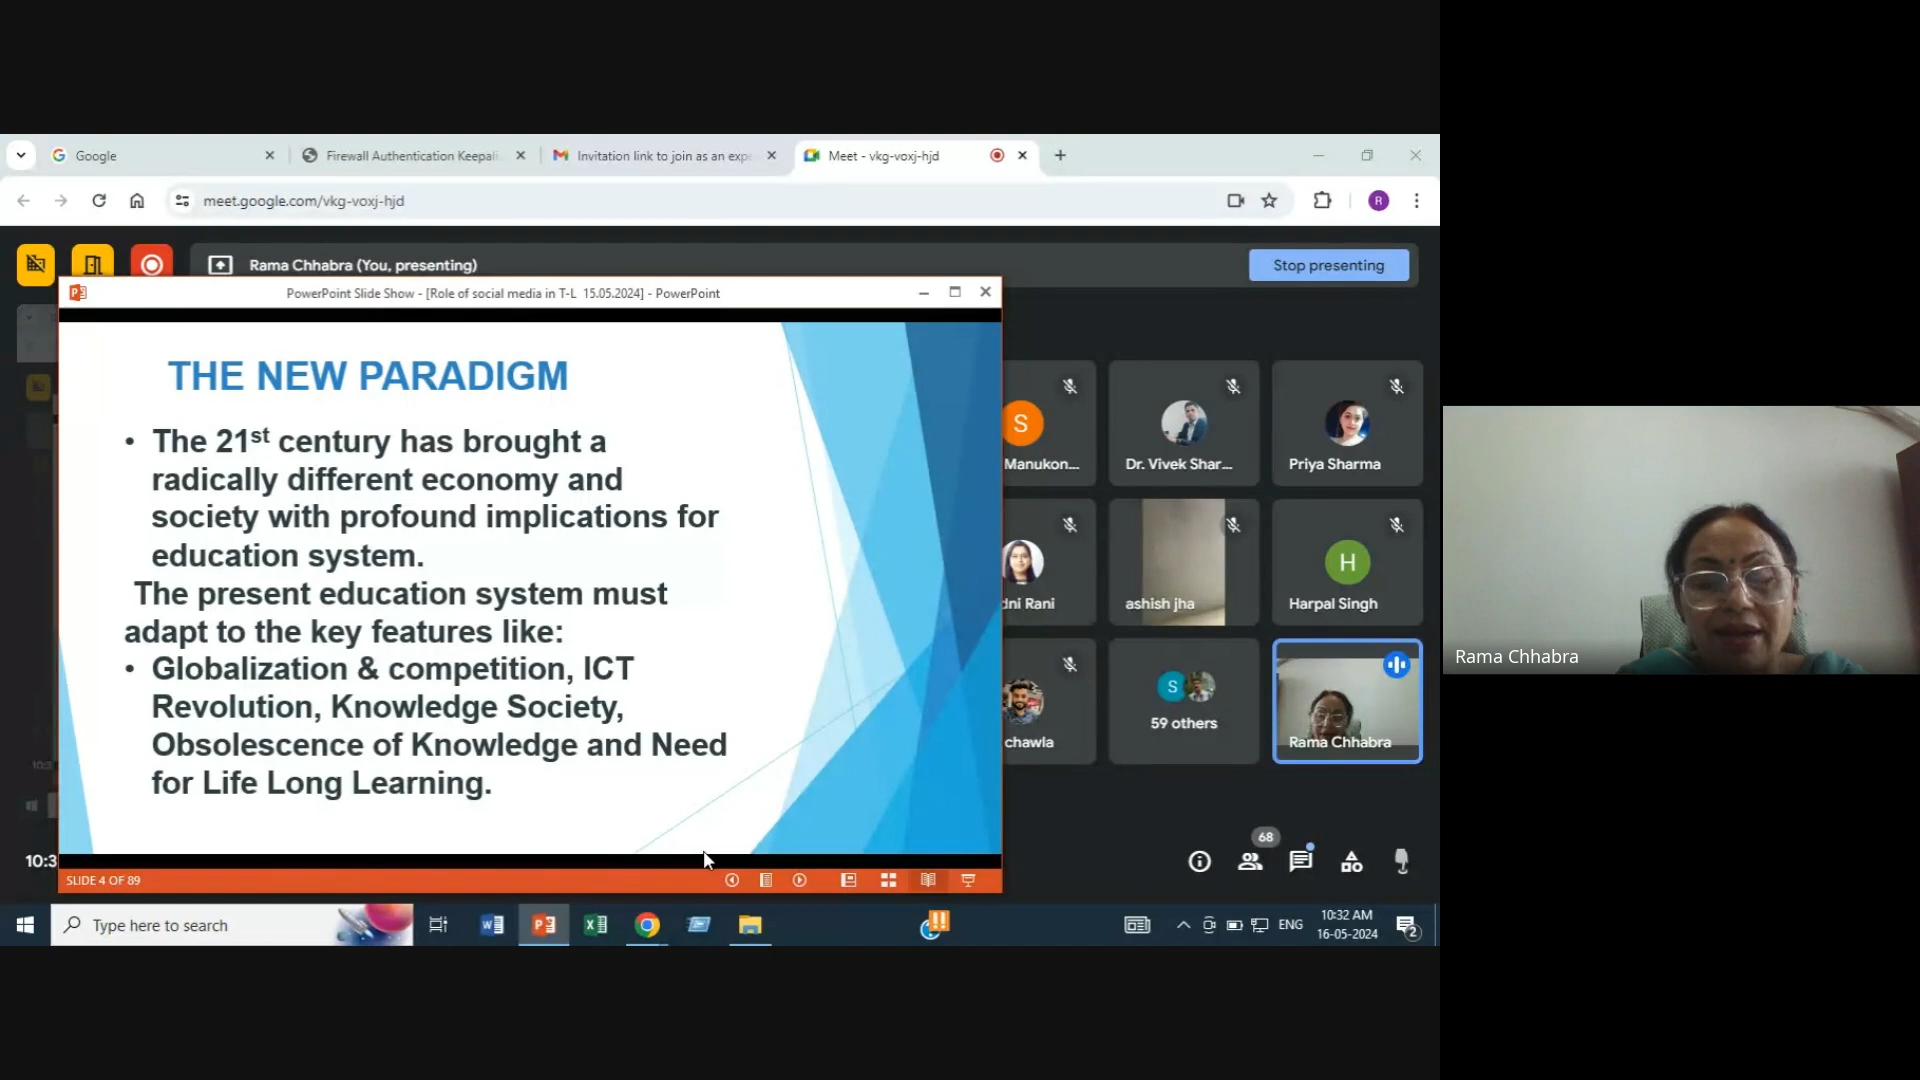 Google
Firewall Authentication Keepali
Invitation link to join as an expe
Meet - vkg-voxj-hjd
meet.google.com/vkg-voxj-hjd
R
Rama Chhabra (You, presenting)
Stop presenting
PowerPoint Slide Show - [Role of social media in T-L 15.05.2024] - PowerPoint
THE NEW PARADIGM
• The 21st century has brought a
radically different economy and
society with profound implications for
education system.
The present education system must
adapt to the key features like:
• Globalization & competition, ICT
Revolution, Knowledge Society,
Obsolescence of Knowledge and Need
for Life Long Learning.
SLIDE 4 OF 89
S
Manukon...
Dr. Vivek Shar...
Priya Sharma
dni Rani
ashish jha
H
Harpal Singh
chawla
S
59 others
Rama Chhabra
Rama Chhabra
68
10:3
Type here to search
ENG
10:32 AM
16-05-2024
2